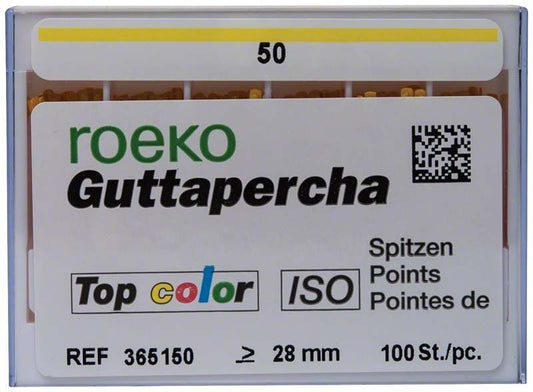 50
roeko
Guttapercha
Spitzen
Points
Pointes de
Top color
ISO
REF 365150 ≥ 28 mm 100 St./pc.